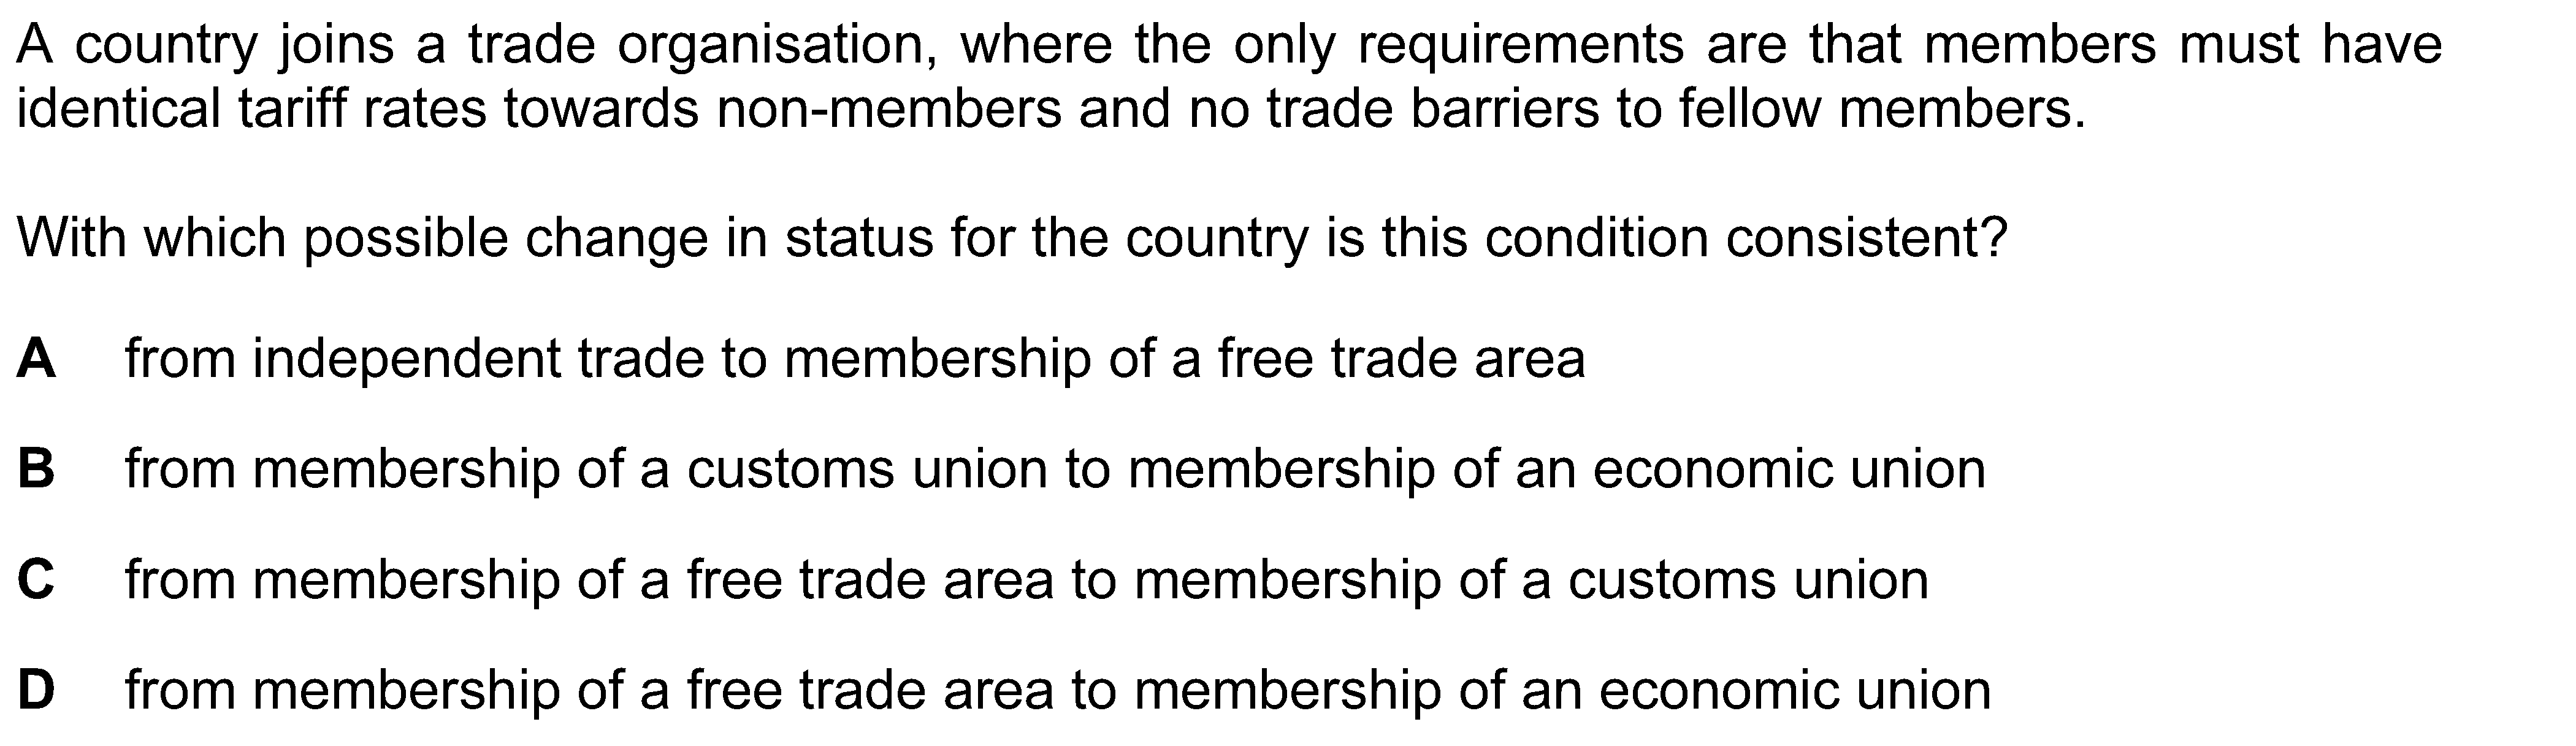 A country joins a trade organisation, where the only requirements are that members must have
identical tariff rates towards non-members and no trade barriers to fellow members.
With which possible change in status for the country is this condition consistent?
A from independent trade to membership of a free trade area
B from membership of a customs union to membership of an economic union
C from membership of a free trade area to membership of a customs union
D from membership of a free trade area to membership of an economic union